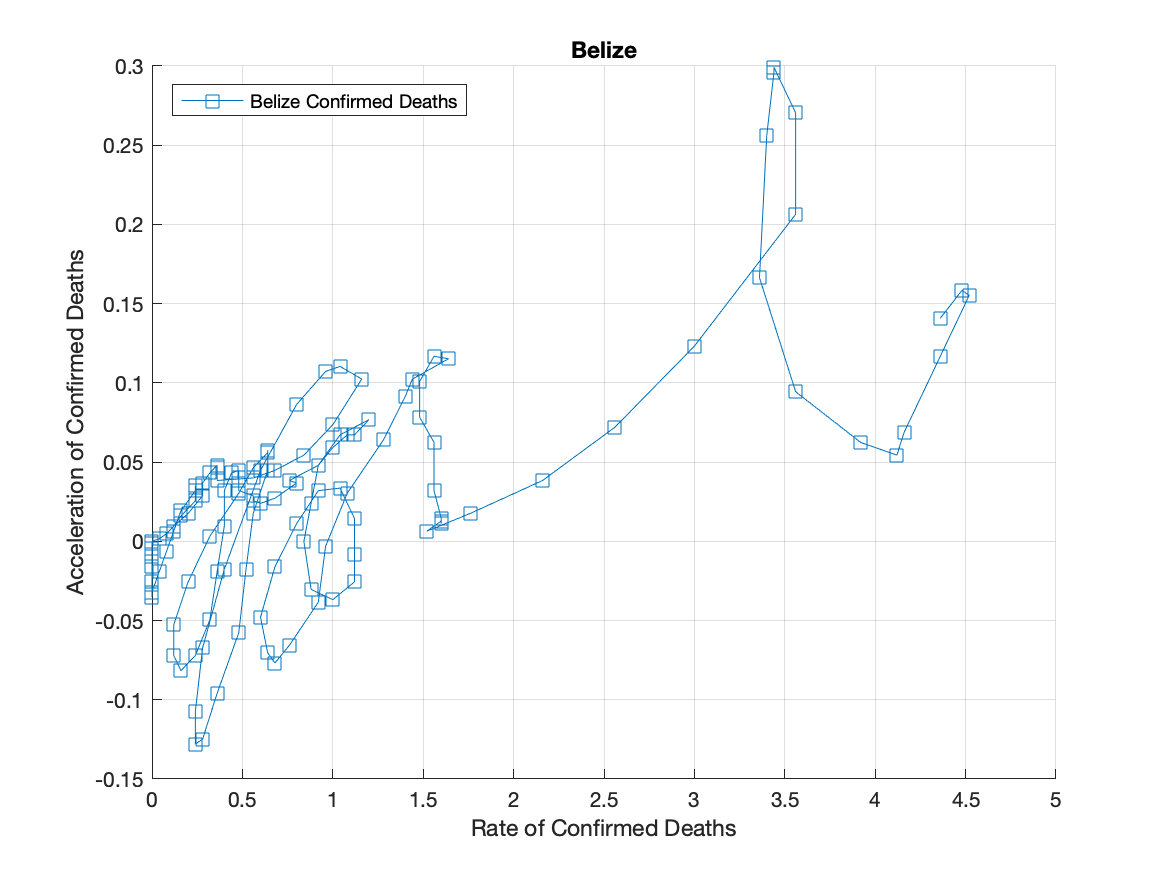 Belize
Belize Confirmed Deaths
0.3
0.25
0.2
0.15
0.1
0.05
0
-0.05
-0.1
-0.15
Acceleration of Confirmed Deaths
0 0.5 1 1.5 2 2.5 3 3.5 4 4.5 5
Rate of Confirmed Deaths